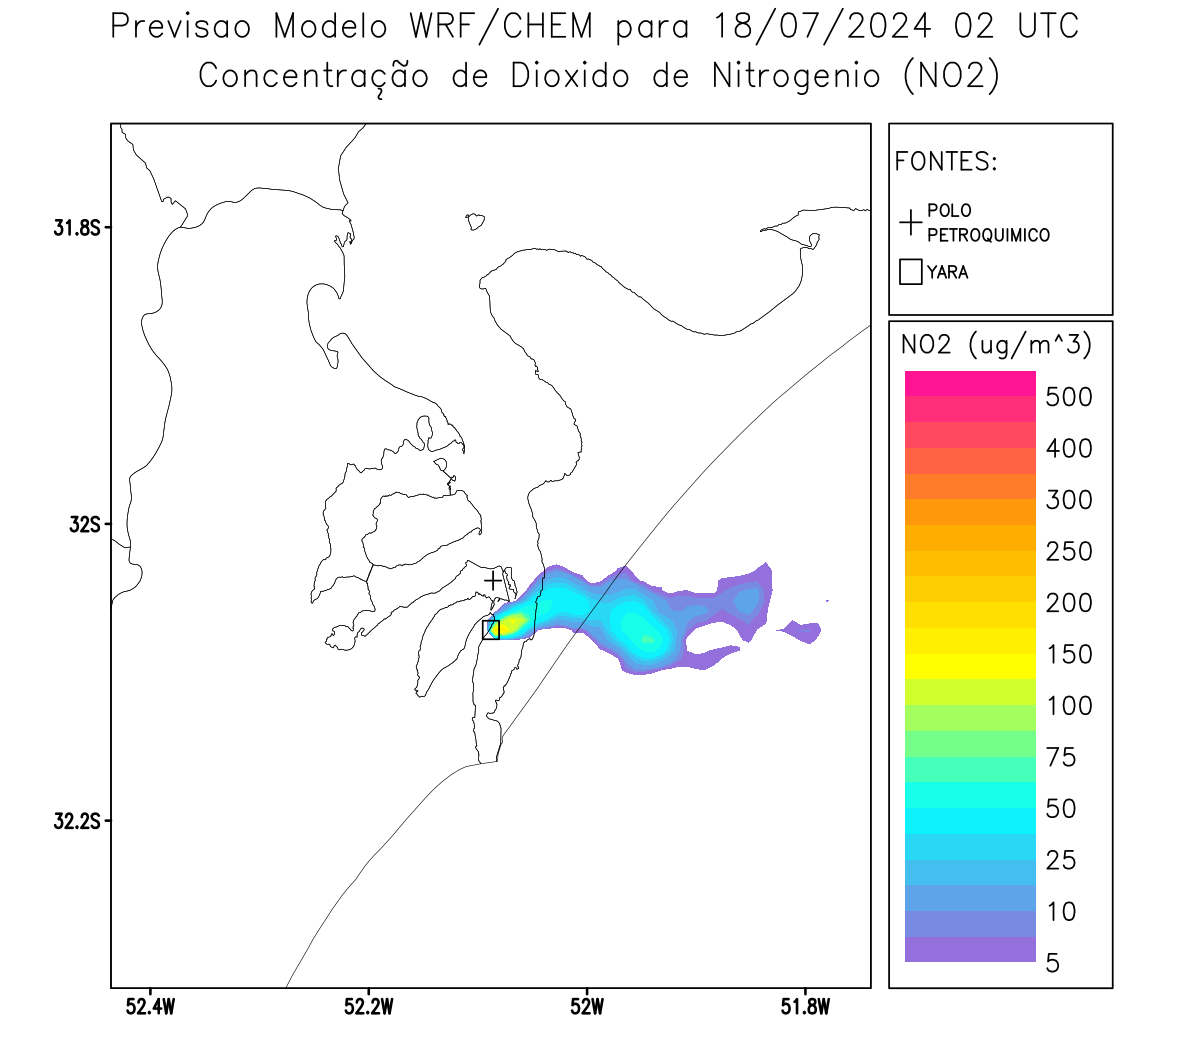 Previsao Modelo WRF/CHEM para 18/07/2024 02 UTC
Concentração de Dioxido de Nitrogenio (NO2)
FONTES:
POLO
PETROQUIMICO
YARA
NO2 (ug/m^3)
500
400
300
250
200
150
100
75
50
25
10
5
31.8S
32S
32.2S
52.4W
52.2W
52W
51.8W